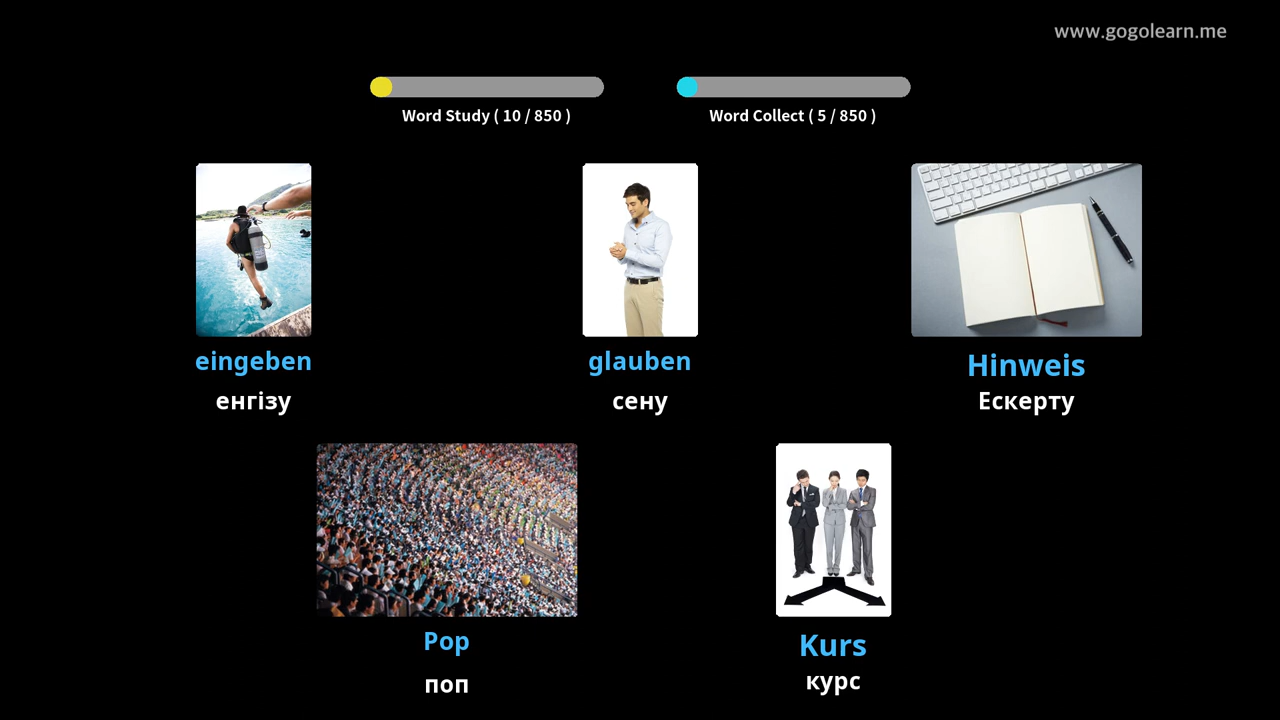 www.gogolearn.me
Word Study ( 10 / 850 )
Word Collect ( 5 / 850 )
eingeben
енгізу
glauben
сену
Hinweis
Ескерту
Pop
поп
Kurs
курс